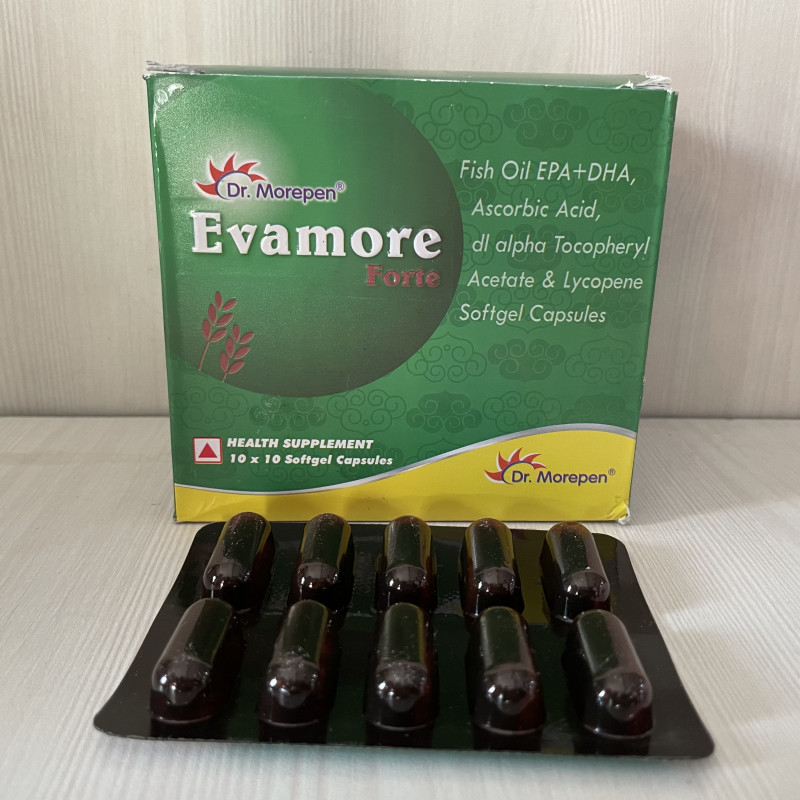 Dr. Morepen®
Evamore
Forte
Fish Oil EPA+DHA,
Ascorbic Acid,
dl alpha Tocopheryl
Acetate & Lycopene
Softgel Capsules
HEALTH SUPPLEMENT
10 x 10 Softgel Capsules
Dr. Morepen®